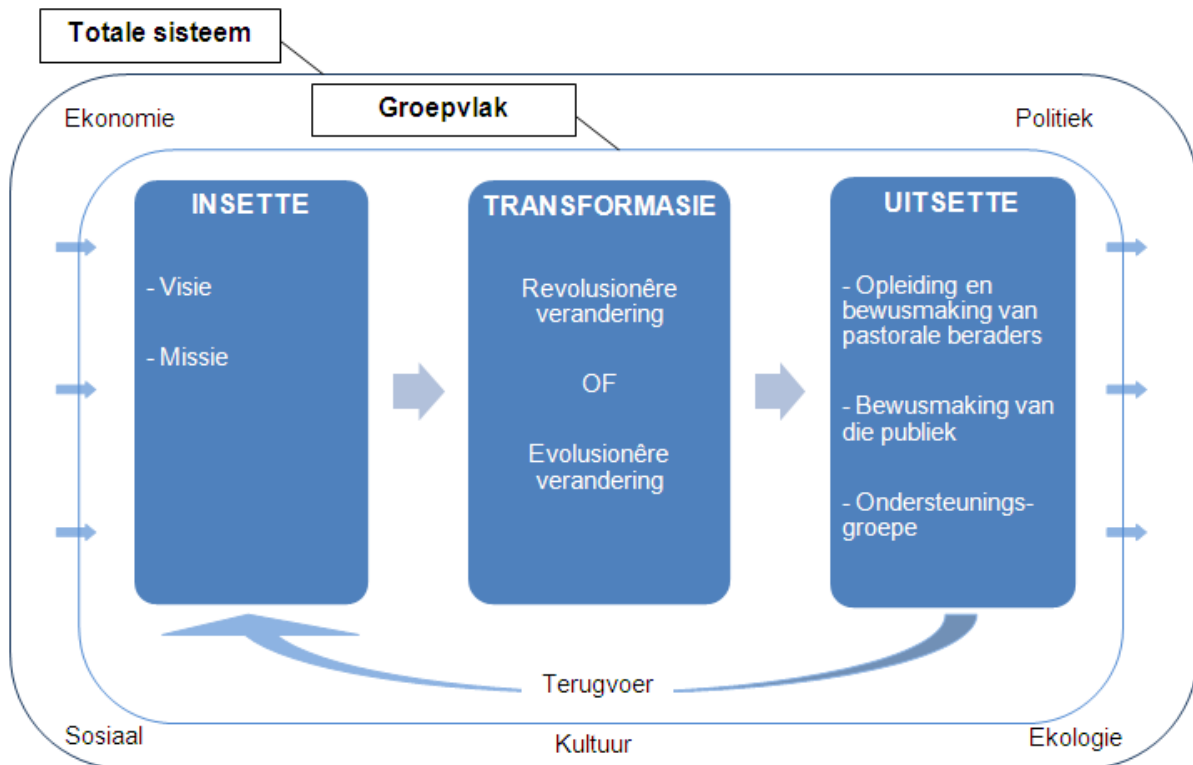 Totale sisteem
Groepvlak
Ekonomie
Politiek
INSETTE
- Visie
- Missie
TRANSFORMASIE
Revolusionêre
verandering
OF
Evolusionêre
verandering
UITSETTE
- Opleiding en
bewusmaking van
pastorale beraders
- Bewusmaking van
die publiek
- Ondersteunings-
groepe
Terugvoer
Sosiaal
Kultuur
Ekologie